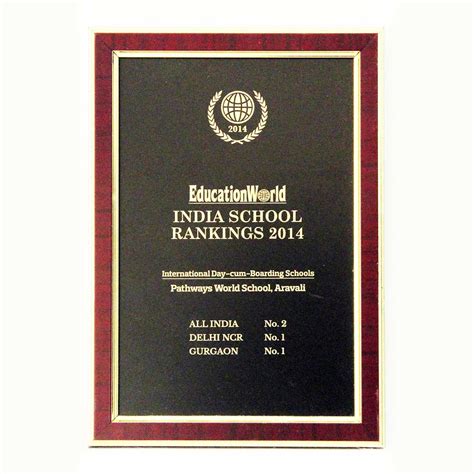 2014
EducationWorld
INDIA SCHOOL
RANKINGS 2014
International Day-cum-Boarding Schools
Pathways World School, Aravali
ALL INDIA No. 2
DELHI NCR No. 1
GURGAON No. 1